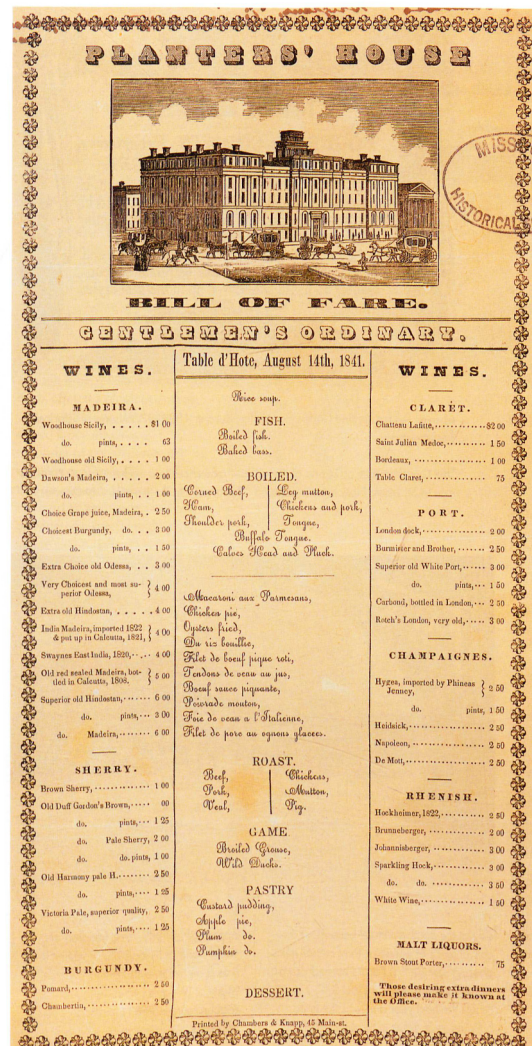 PLANTERS' HOUSE
MISS
HISTORICAL
BILL OF FARE.
GENTLEMEN'S ORDINARY.
WINES.
MADEIRA.
Woodhouse Sicily, . . . . . $1 00
do. pints, . . . . 63
Woodhouse old Sicily, . . . . 1 00
Dawson's Madeira, . . . . . 2 00
do. pints, . . . 1 00
Choice Grape juice, Madeira, . 2 50
Choicest Burgundy, do. . . . 3 00
do. pints, . . . 1 50
Extra Choice old Odessa, . . . 3 00
Very Choicest and most su-
perior Odessa, } 4 00
Extra old Hindostan, . . . . . 4 00
India Madeira, imported 1822
& put up in Calcutta, 1821, } 4 00
Swaynes East India, 1820, . . . 4 00
Old red sealed Madeira, bot-
tled in Calcutta, 1808. } 5 00
Superior old Hindostan, . . . . 6 00
do. pints, . . . 3 00
do. Madeira, . . . . . 6 00
SHERRY.
Brown Sherry, . . . . . 1 00
Old Duff Gordon's Brown, . . . . 00
do. pints, . . . 1 25
do. Pale Sherry, 2 00
do. do. pints, 1 00
Old Harmony pale H. . . . . 2 50
do. pints, . . . . 1 25
Victoria Pale, superior quality, 2 50
do. pints, . . . . 1 25
BURGUNDY.
Pomard, . . . . . 2 50
Chambertin, . . . . . 2 50
Table d'Hote, August 14th, 1841.
Rice soup.
FISH.
Boiled fish.
Baked bass.
BOILED.
Corned Beef, Leg mutton,
Ham, Chickens and pork,
Shoulder pork, Tongue,
Buffalo Tongue.
Calves Head and Pluck.
Macaroni aux Parmesans,
Chicken pie,
Oysters fried,
Du riz bouillie,
Filet de boeuf pique roti,
Tendons de veau au jus,
Boeuf sauce piquante,
Poivrade mouton,
Foie de veau a l'Italienne,
Filet de porc au ognons glacees.
ROAST.
Beef, Chickens,
Pork, Mutton,
Veal, Pig.
GAME
Broiled Grouse,
Wild Ducks.
PASTRY
Custard pudding,
Apple pie,
Plum do.
Pumpkin do.
DESSERT.
Printed by Chambers & Knapp, 45 Main-st.
WINES.
CLARET.
Chatteau Lafitte, . . . . . $2 00
Saint Julian Medoc, . . . . . 1 50
Bordeaux, . . . . . 1 00
Table Claret, . . . . . 75
PORT.
London dock, . . . . . 2 00
Burmister and Brother, . . . . . 2 50
Superior old White Port, . . . . . 3 00
do. pints, . . . 1 50
Carbonel, bottled in London, . . . 2 50
Rotch's London, very old, . . . . 3 00
CHAMPAIGNES.
Hyges, imported by Phineas
Jenney, } 2 50
do. pints, 1 50
Heidsick, . . . . . 2 50
Napoleon, . . . . . 2 50
De Mott, . . . . . 2 50
RHENISH.
Hockheimer, 1822, . . . . . 2 50
Brunneberger, . . . . . 2 00
Johannisberger, . . . . . 3 00
Sparkling Hock, . . . . . 3 00
do. do. . . . . . 3 50
White Wine, . . . . . 1 50
MALT LIQUORS.
Brown Stout Porter, . . . . . 75
Those desiring extra dinners
will please make it known at
the Office.